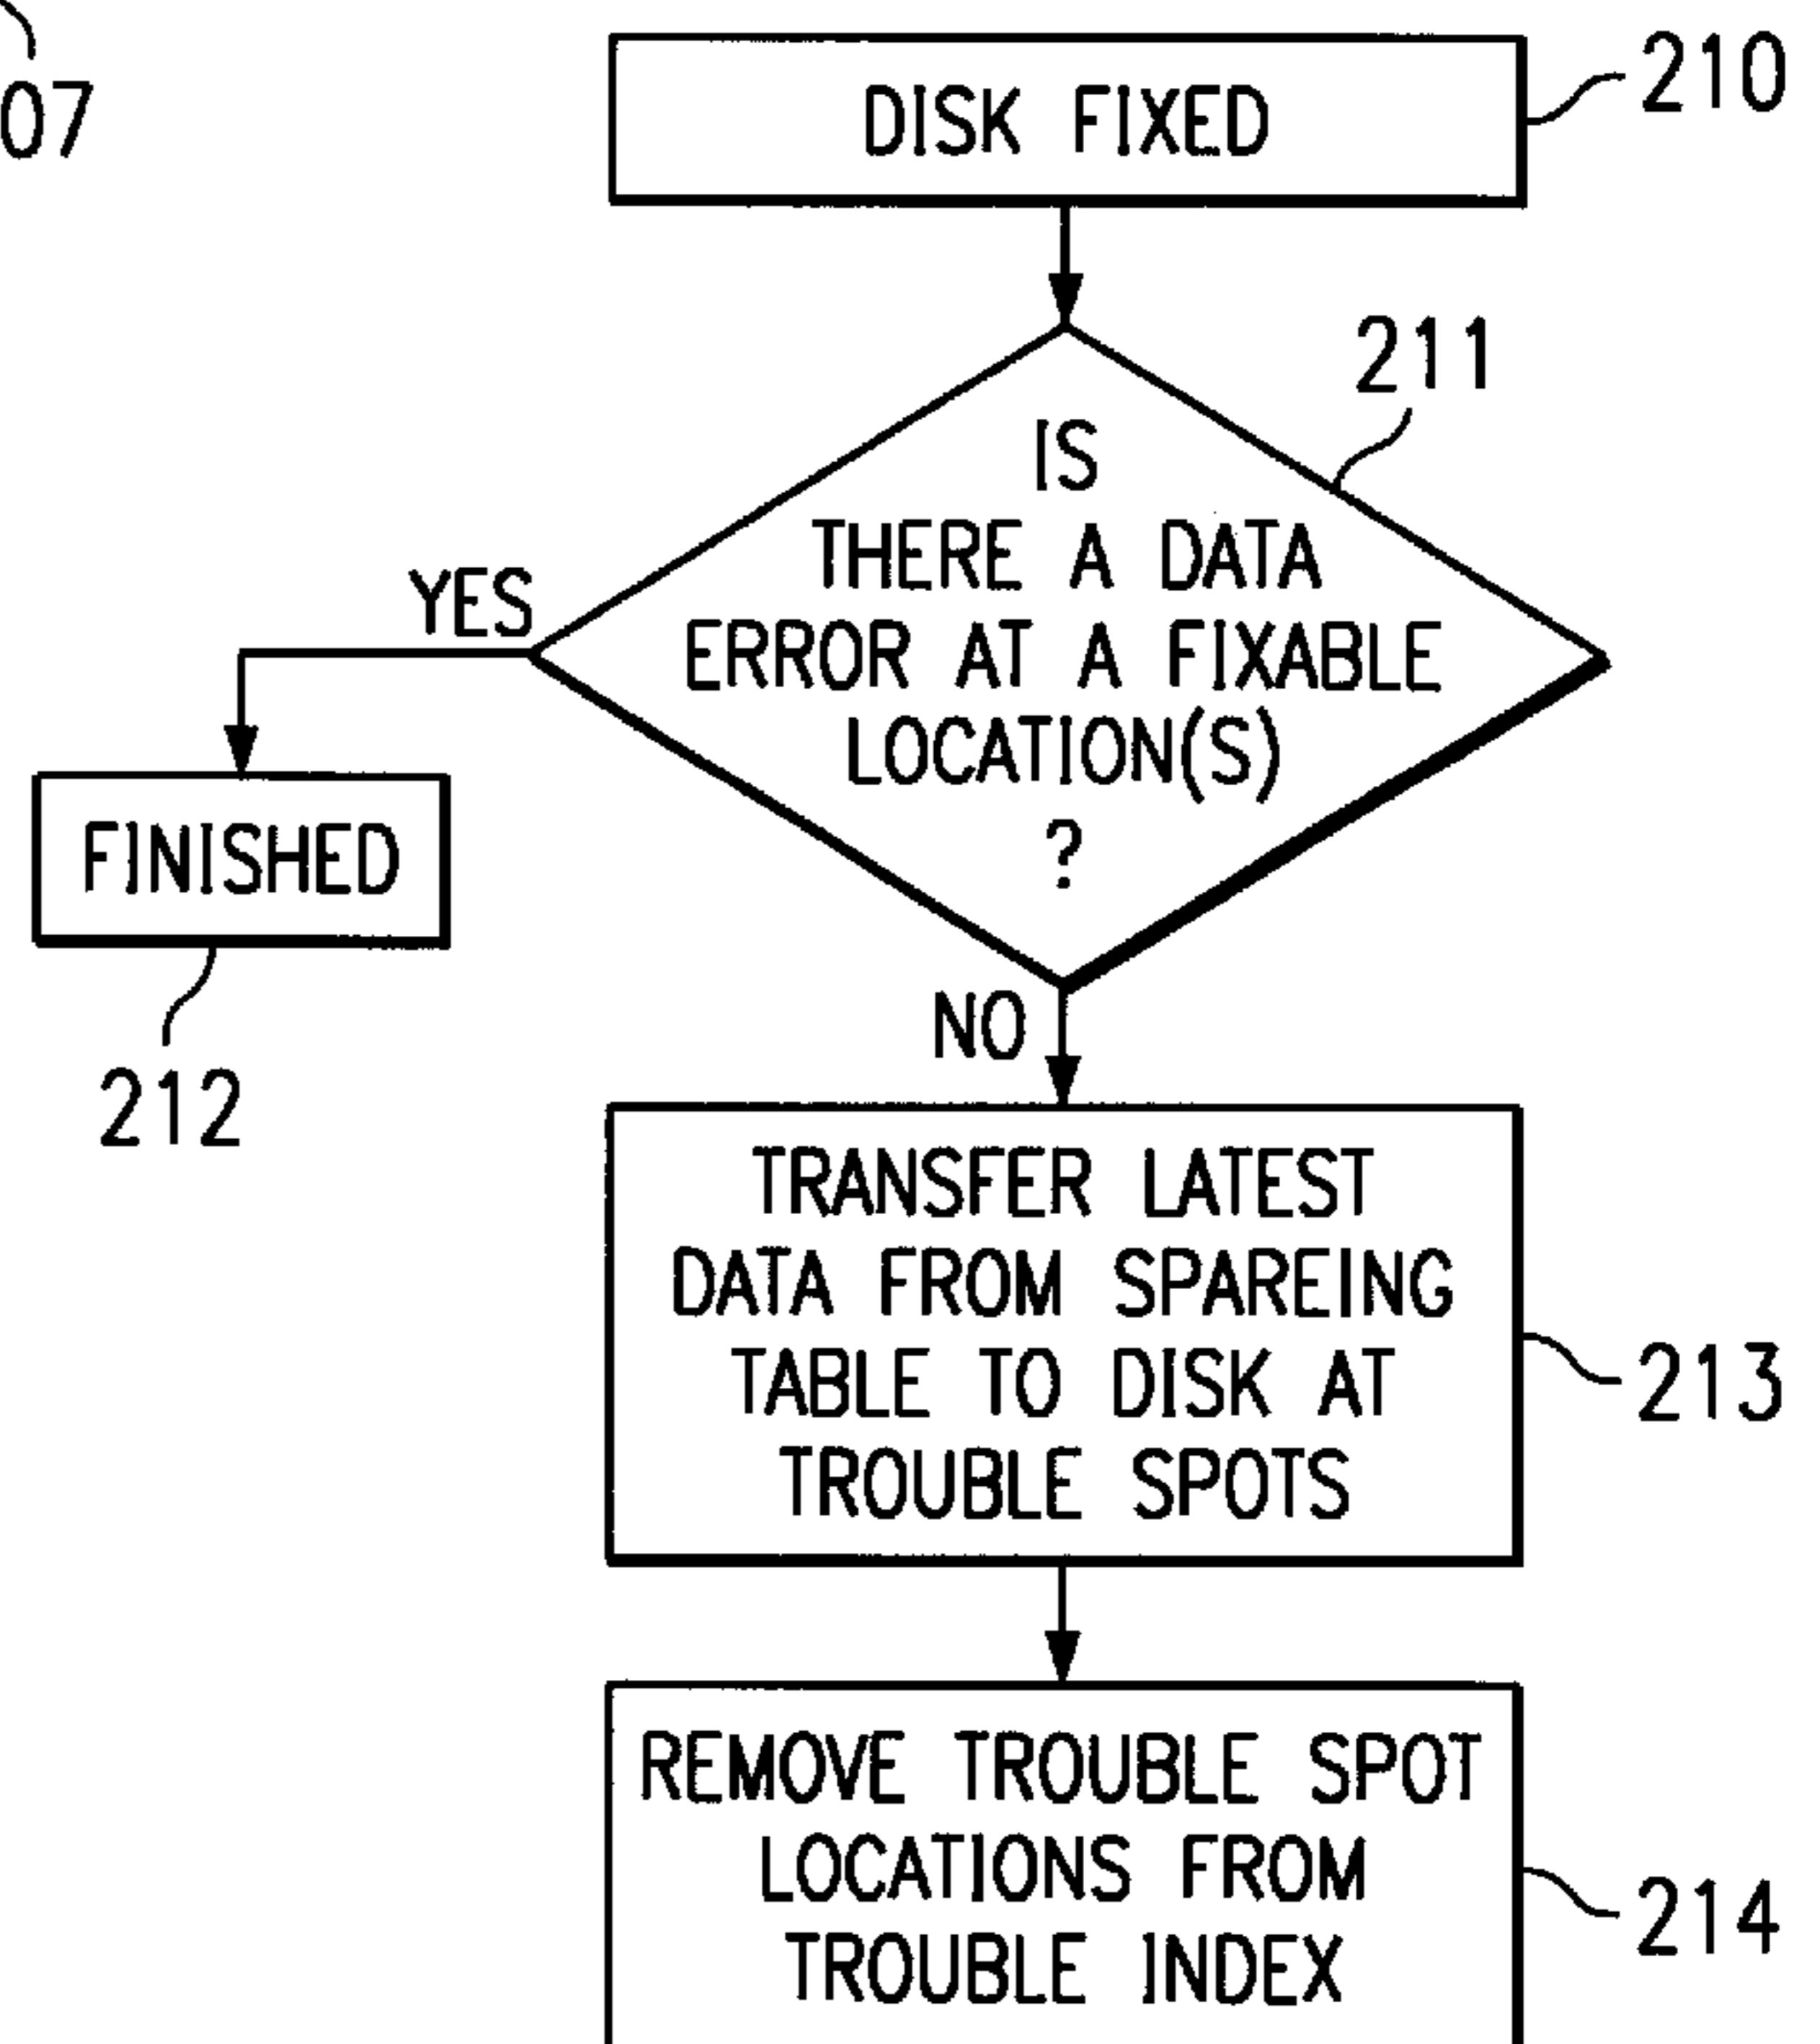 07
DISK FIXED
210
211
IS
THERE A DATA
ERROR AT A FIXABLE
LOCATION(S)
?
YES
FINISHED
212
NO
TRANSFER LATEST
DATA FROM SPAREING
TABLE TO DISK AT
TROUBLE SPOTS
213
REMOVE TROUBLE SPOT
LOCATIONS FROM
TROUBLE INDEX
214